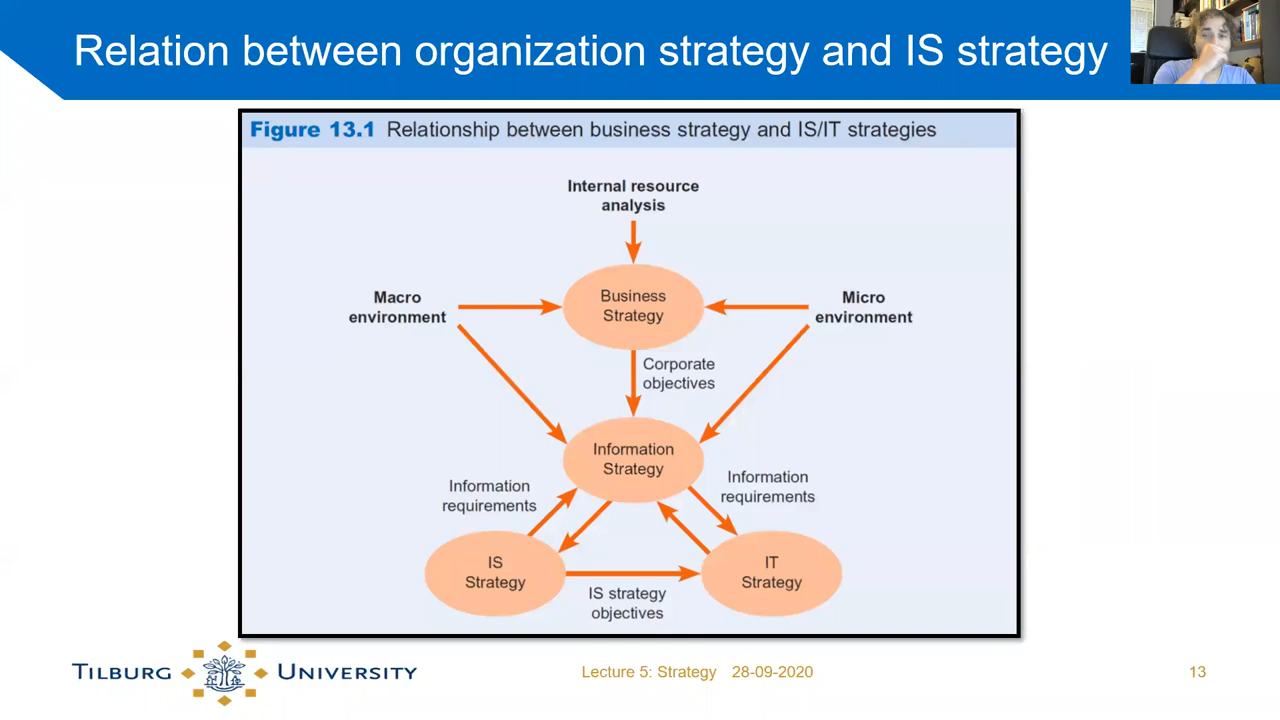 Relation between organization strategy and IS strategy
Figure 13.1 Relationship between business strategy and IS/IT strategies
Internal resource
analysis
Macro
environment
Business
Strategy
Micro
environment
Corporate
objectives
Information
Strategy
Information
requirements
Information
requirements
IS
Strategy
IT
Strategy
IS strategy
objectives
TILBURG UNIVERSITY
Lecture 5: Strategy 28-09-2020
13